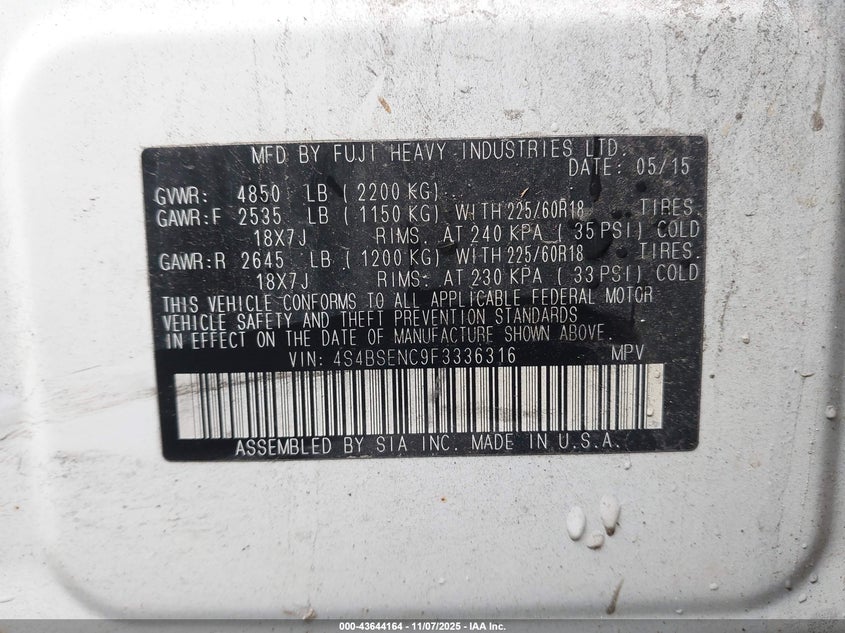 MFD BY FUJI HEAVY INDUSTRIES LTD.
DATE: 05/15
GVWR: 4850 LB (2200 KG)
GAWR:F 2535 LB (1150 KG) WITH 225/60R18 TIRES.
18X7J RIMS. AT 240 KPA (35 PSI) COLD
GAWR:R 2645 LB (1200 KG) WITH 225/60R18 TIRES.
18X7J RIMS. AT 230 KPA (33 PSI) COLD
THIS VEHICLE CONFORMS TO ALL APPLICABLE FEDERAL MOTOR
VEHICLE SAFETY AND THEFT PREVENTION STANDARDS
IN EFFECT ON THE DATE OF MANUFACTURE SHOWN ABOVE.
VIN: 4S4BSENC9F3336316 MPV
ASSEMBLED BY SIA INC. MADE IN U.S.A.
000-43644164 | 11/07/2025 - IAA Inc.